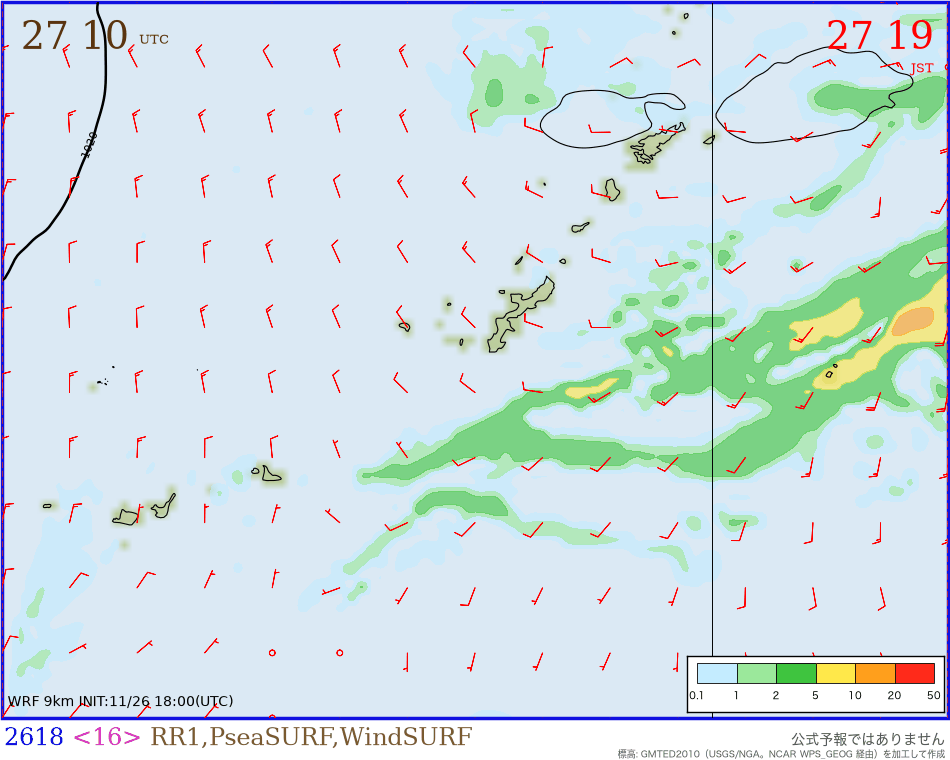 27 10 UTC
27 19
JST
1020
WRF 9km INIT:11/26 18:00(UTC)
0.1 1 2 5 10 20 50
2618 <16> RR1,PseaSURF,WindSURF
公式予報ではありません
標高: GMTED2010（USGS/NGA。NCAR WPS_GEOG 経由）を加工して作成